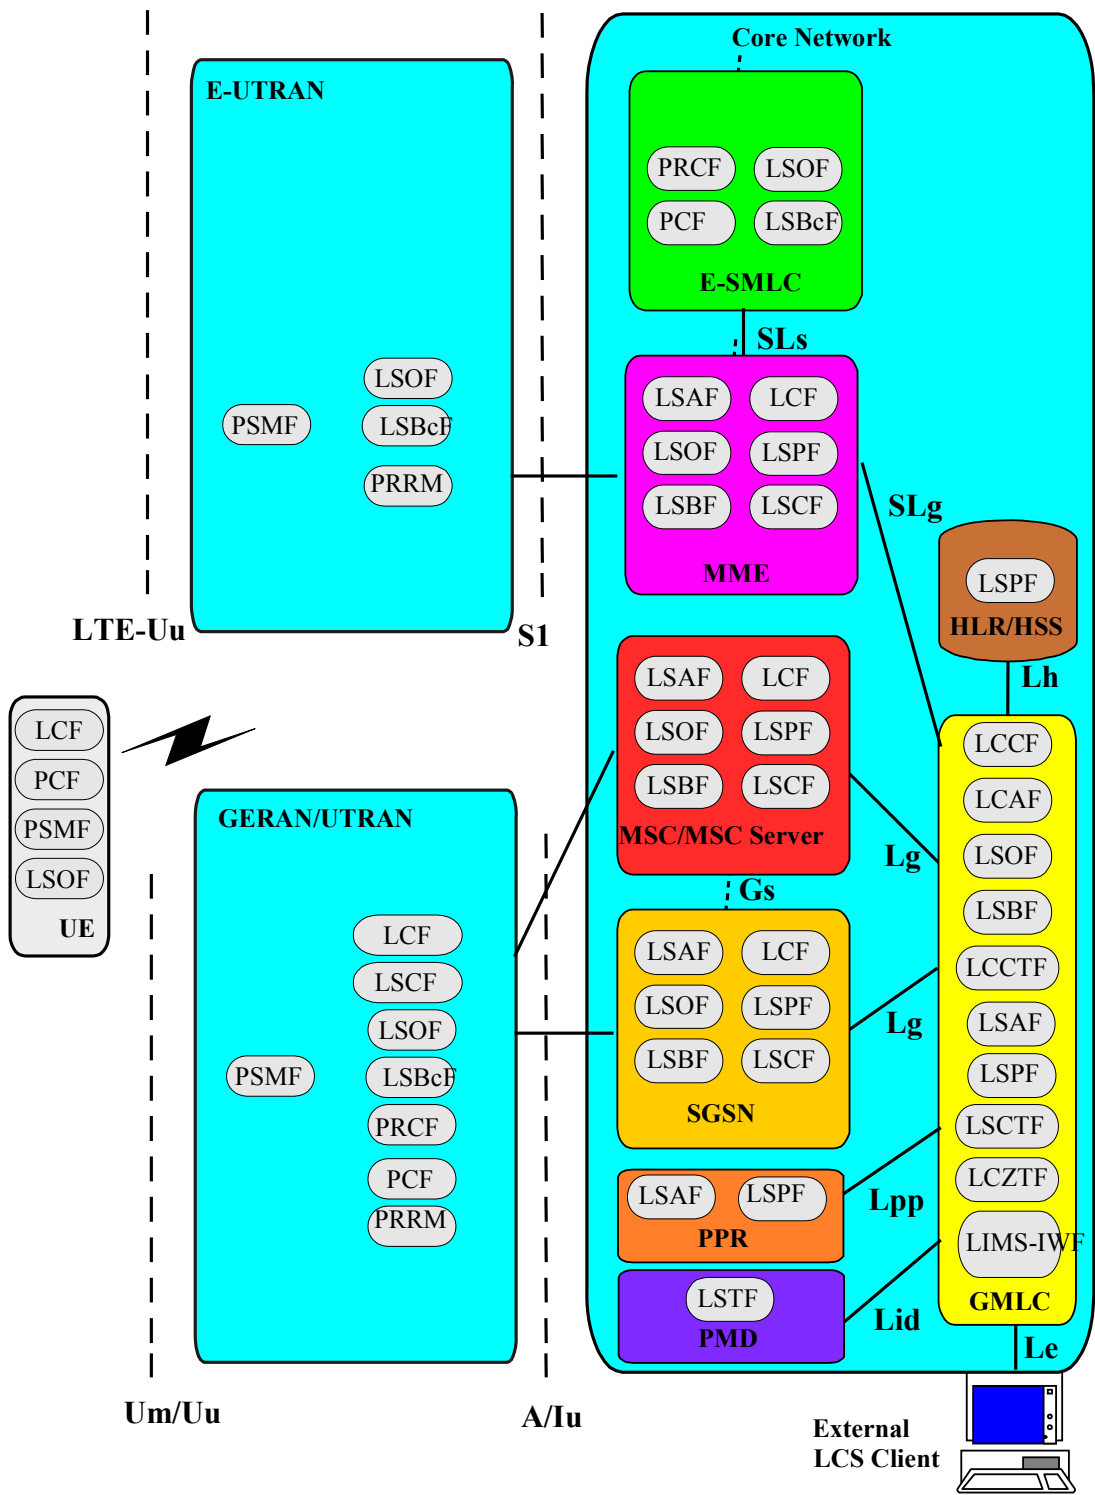 Core Network
E-UTRAN
PRCF
LSOF
PCF
LSBcF
E-SMLC
SLs
LSOF
PSMF
LSBcF
PRRM
LSAF
LCF
LSOF
LSPF
LSBF
LSCF
MME
SLg
LSPF
HLR/HSS
LTE-Uu
S1
Lh
LCF
PCF
PSMF
LSOF
UE
LSAF
LCF
LSOF
LSPF
LSBF
LSCF
MSC/MSC Server
Lg
Gs
GERAN/UTRAN
LCF
LSCF
LSOF
PSMF
LSBcF
PRCF
PCF
PRRM
LSAF
LCF
LSOF
LSPF
LSBF
LSCF
SGSN
Lg
LSAF
LSPF
PPR
Lpp
LSTF
PMD
Lid
LCCF
LCAF
LSOF
LSBF
LCCTF
LSAF
LSPF
LSCTF
LCZTF
LIMS-IWF
GMLC
Le
Um/Uu
A/Iu
External
LCS Client